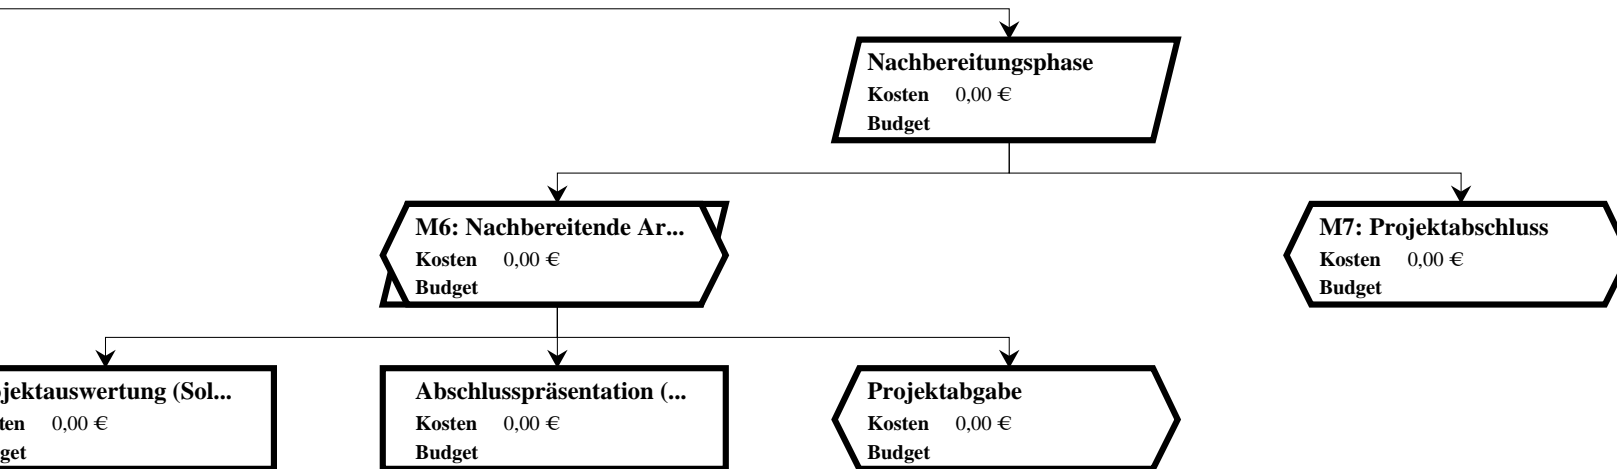 Nachbereitungsphase
Kosten 0,00 €
Budget
M6: Nachbereitende Ar...
Kosten 0,00 €
Budget
M7: Projektabschluss
Kosten 0,00 €
Budget
jektauswertung (Sol...
ten 0,00 €
get
Abschlusspräsentation (...
Kosten 0,00 €
Budget
Projektabgabe
Kosten 0,00 €
Budget